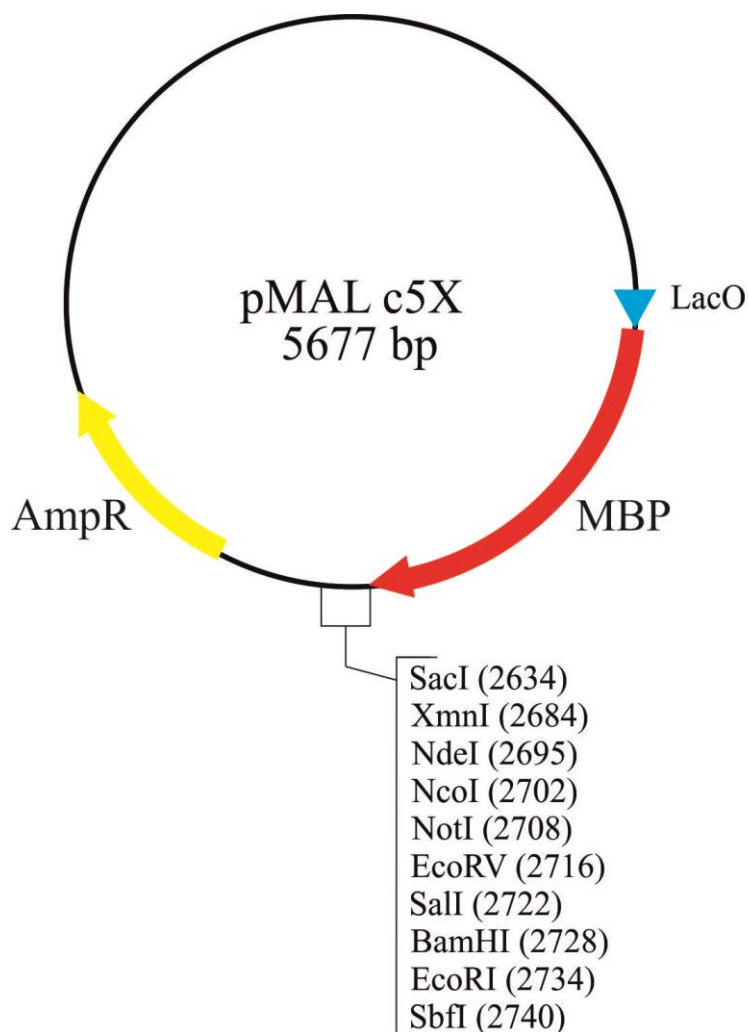 pMAL c5X
5677 bp
LacO
MBP
AmpR
SacI (2634)
XmnI (2684)
NdeI (2695)
NcoI (2702)
NotI (2708)
EcoRV (2716)
SalI (2722)
BamHI (2728)
EcoRI (2734)
SbfI (2740)